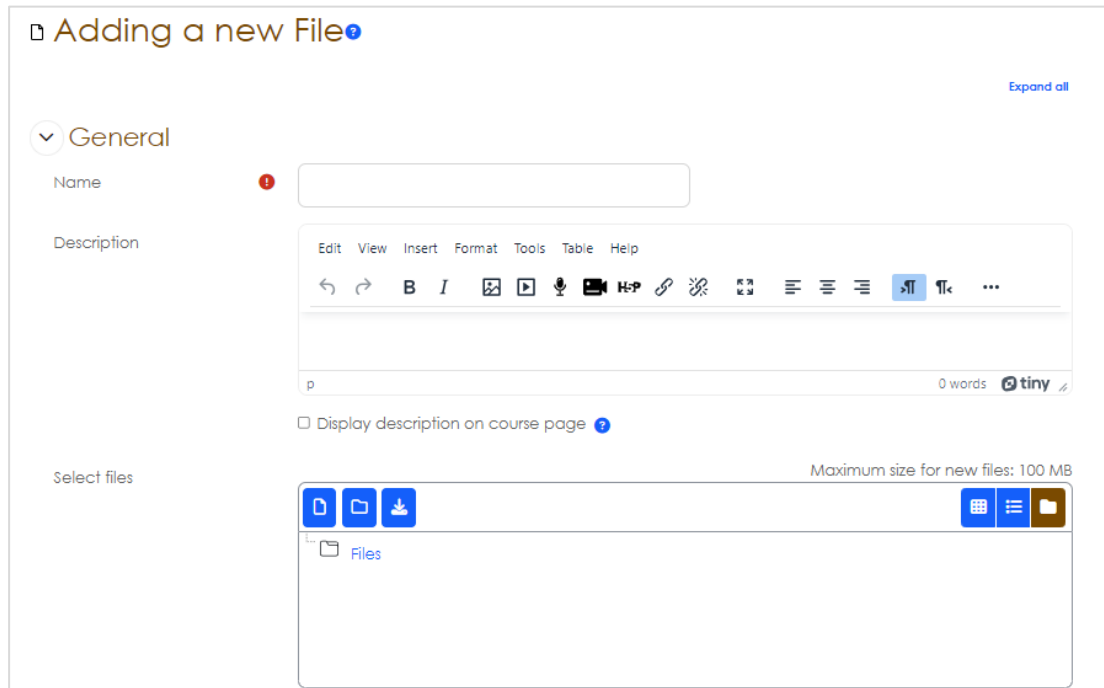 Adding a new File
Expand all
General
Name
Description
Edit View Insert Format Tools Table Help
B I H5P ...
p 0 words tiny
Display description on course page
Select files
Maximum size for new files: 100 MB
Files